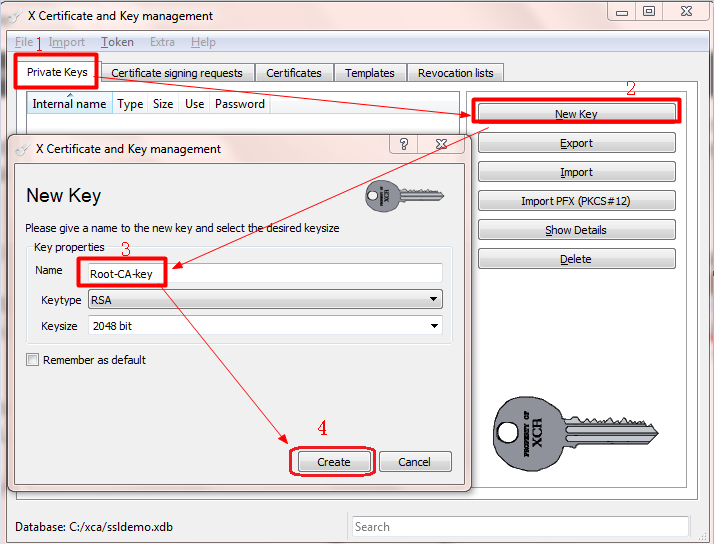 X Certificate and Key management
File Import Token Extra Help
1
Private Keys Certificate signing requests Certificates Templates Revocation lists
2
Internal name Type Size Use Password
New Key
Export
Import
Import PFX (PKCS#12)
Show Details
Delete
X Certificate and Key management
?
New Key
Please give a name to the new key and select the desired keysize
Key properties
3
Name Root-CA-key
Keytype RSA
Keysize 2048 bit
Remember as default
4
Create Cancel
PROPERTY OF
XCA
Database: C:/xca/ssldemo.xdb Search